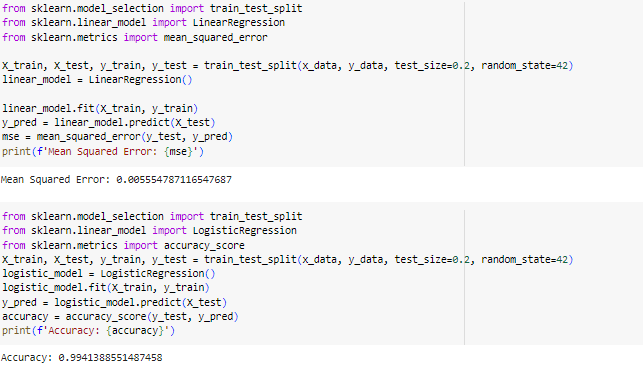 from sklearn.model_selection import train_test_split
from sklearn.linear_model import LinearRegression
from sklearn.metrics import mean_squared_error
X_train, X_test, y_train, y_test = train_test_split(x_data, y_data, test_size=0.2, random_state=42)
linear_model = LinearRegression()
linear_model.fit(X_train, y_train)
y_pred = linear_model.predict(X_test)
mse = mean_squared_error(y_test, y_pred)
print(f'Mean Squared Error: {mse}')
Mean Squared Error: 0.005554787116547687
from sklearn.model_selection import train_test_split
from sklearn.linear_model import LogisticRegression
from sklearn.metrics import accuracy_score
X_train, X_test, y_train, y_test = train_test_split(x_data, y_data, test_size=0.2, random_state=42)
logistic_model = LogisticRegression()
logistic_model.fit(X_train, y_train)
y_pred = logistic_model.predict(X_test)
accuracy = accuracy_score(y_test, y_pred)
print(f'Accuracy: {accuracy}')
Accuracy: 0.9941388551487458